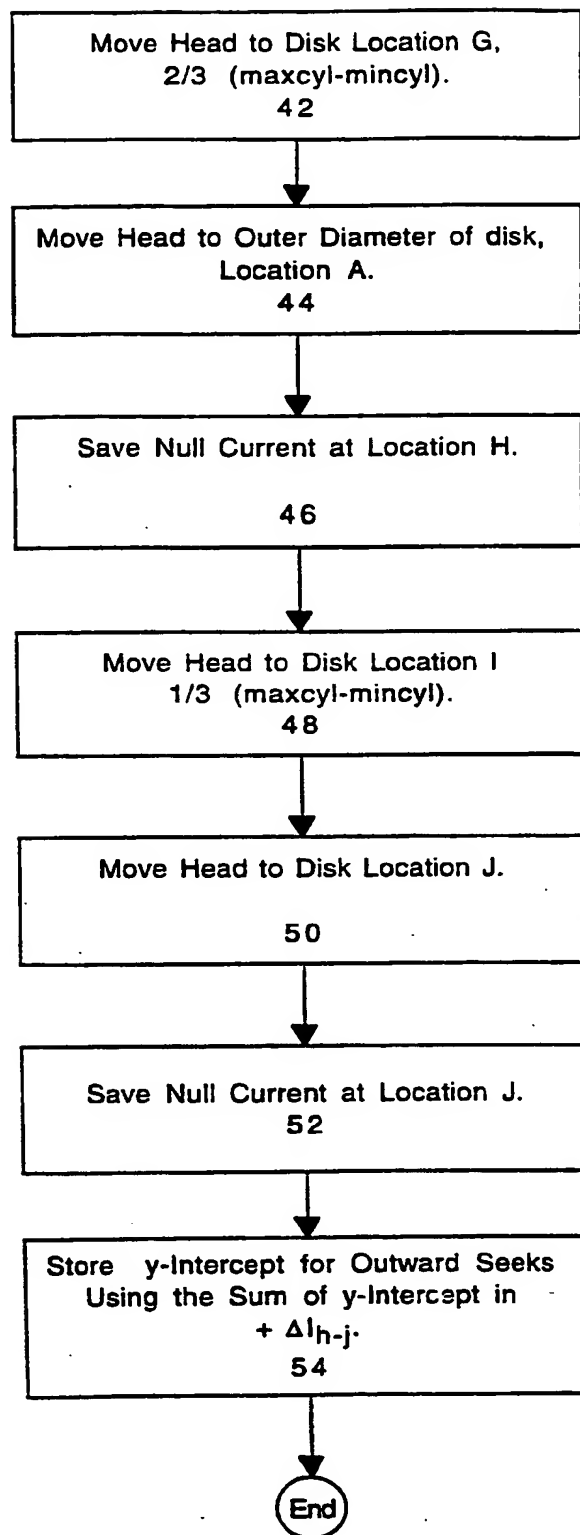 Move Head to Disk Location G,
2/3 (maxcyl-mincyl).
42
Move Head to Outer Diameter of disk,
Location A.
44
Save Null Current at Location H.
46
Move Head to Disk Location I
1/3 (maxcyl-mincyl).
48
Move Head to Disk Location J.
50
Save Null Current at Location J.
52
Store y-Intercept for Outward Seeks
Using the Sum of y-Intercept in
+ ΔIh-j.
54
End